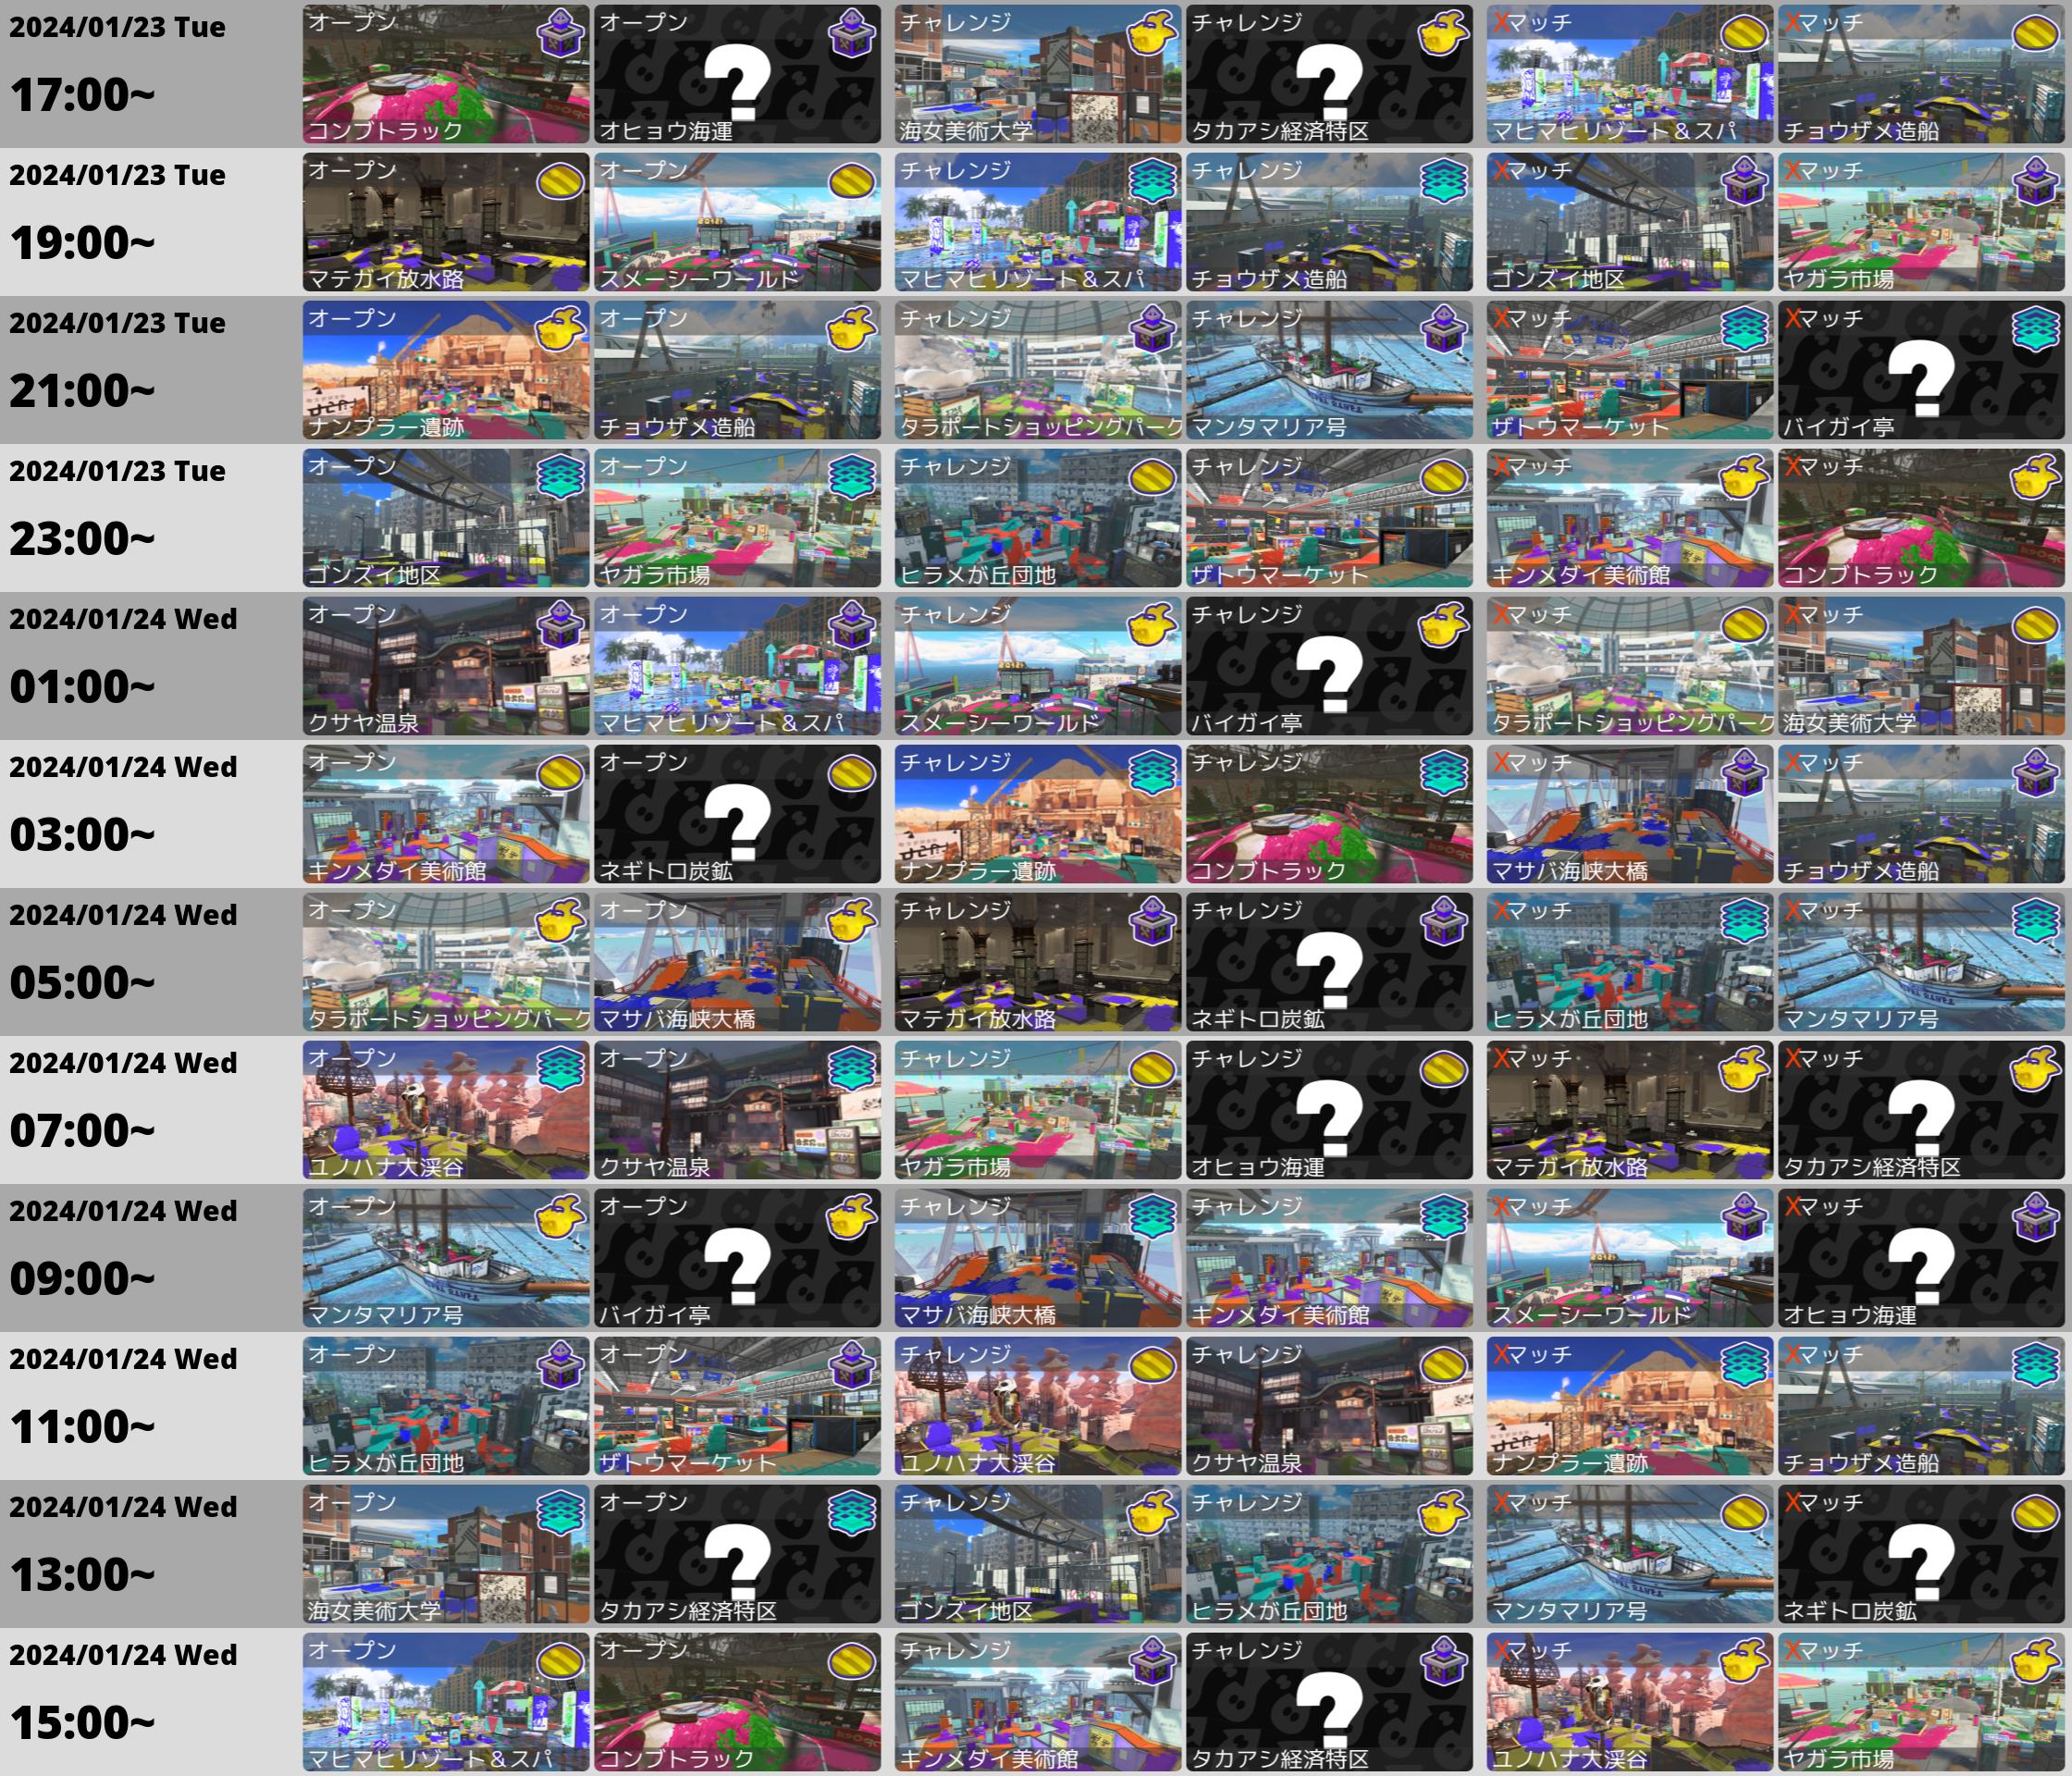 2024/01/23 Tue
17:00~
オープン
コンブトラック
オープン
オヒョウ海運
チャレンジ
海女美術大学
チャレンジ
タカアシ経済特区
Xマッチ
マヒマヒリゾート＆スパ
Xマッチ
チョウザメ造船
2024/01/23 Tue
19:00~
オープン
マテガイ放水路
オープン
スメーシーワールド
チャレンジ
マヒマヒリゾート＆スパ
チャレンジ
チョウザメ造船
Xマッチ
ゴンズイ地区
Xマッチ
ヤガラ市場
2024/01/23 Tue
21:00~
オープン
ナンプラー遺跡
オープン
チョウザメ造船
チャレンジ
タラポートショッピングパーク
チャレンジ
マンタマリア号
Xマッチ
ザトウマーケット
Xマッチ
バイガイ亭
2024/01/23 Tue
23:00~
オープン
ゴンズイ地区
オープン
ヤガラ市場
チャレンジ
ヒラメが丘団地
チャレンジ
ザトウマーケット
Xマッチ
キンメダイ美術館
Xマッチ
コンブトラック
2024/01/24 Wed
01:00~
オープン
クサヤ温泉
オープン
マヒマヒリゾート＆スパ
チャレンジ
スメーシーワールド
チャレンジ
バイガイ亭
Xマッチ
タラポートショッピングパーク
Xマッチ
海女美術大学
2024/01/24 Wed
03:00~
オープン
キンメダイ美術館
オープン
ネギトロ炭鉱
チャレンジ
ナンプラー遺跡
チャレンジ
コンブトラック
Xマッチ
マサバ海峡大橋
Xマッチ
チョウザメ造船
2024/01/24 Wed
05:00~
オープン
タラポートショッピングパーク
オープン
マサバ海峡大橋
チャレンジ
マテガイ放水路
チャレンジ
ネギトロ炭鉱
Xマッチ
ヒラメが丘団地
Xマッチ
マンタマリア号
2024/01/24 Wed
07:00~
オープン
ユノハナ大渓谷
オープン
クサヤ温泉
チャレンジ
ヤガラ市場
チャレンジ
オヒョウ海運
Xマッチ
マテガイ放水路
Xマッチ
タカアシ経済特区
2024/01/24 Wed
09:00~
オープン
マンタマリア号
オープン
バイガイ亭
チャレンジ
マサバ海峡大橋
チャレンジ
キンメダイ美術館
Xマッチ
スメーシーワールド
Xマッチ
オヒョウ海運
2024/01/24 Wed
11:00~
オープン
ヒラメが丘団地
オープン
ザトウマーケット
チャレンジ
ユノハナ大渓谷
チャレンジ
クサヤ温泉
Xマッチ
ナンプラー遺跡
Xマッチ
チョウザメ造船
2024/01/24 Wed
13:00~
オープン
海女美術大学
オープン
タカアシ経済特区
チャレンジ
ゴンズイ地区
チャレンジ
ヒラメが丘団地
Xマッチ
マンタマリア号
Xマッチ
ネギトロ炭鉱
2024/01/24 Wed
15:00~
オープン
マヒマヒリゾート＆スパ
オープン
コンブトラック
チャレンジ
キンメダイ美術館
チャレンジ
タカアシ経済特区
Xマッチ
ユノハナ大渓谷
Xマッチ
ヤガラ市場